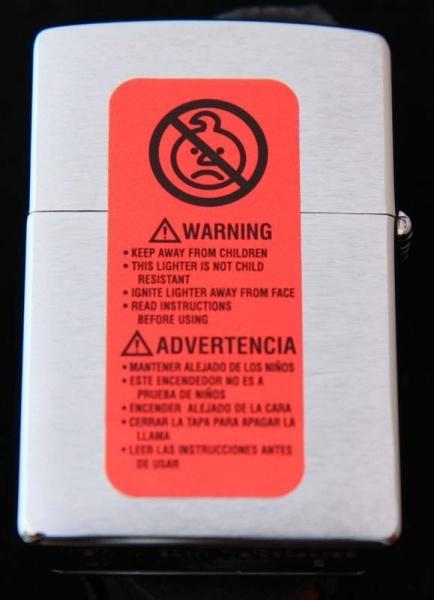 WARNING
• KEEP AWAY FROM CHILDREN
• THIS LIGHTER IS NOT CHILD
RESISTANT
• IGNITE LIGHTER AWAY FROM FACE
• READ INSTRUCTIONS
BEFORE USING
ADVERTENCIA
• MANTENER ALEJADO DE LOS NIÑOS
• ESTE ENCENDEDOR NO ES A
PRUEBA DE NIÑOS
• ENCENDER ALEJADO DE LA CARA
• CERRAR LA TAPA PARA APAGAR LA
LLAMA
• LEER LAS INSTRUCCIONES ANTES
DE USAR